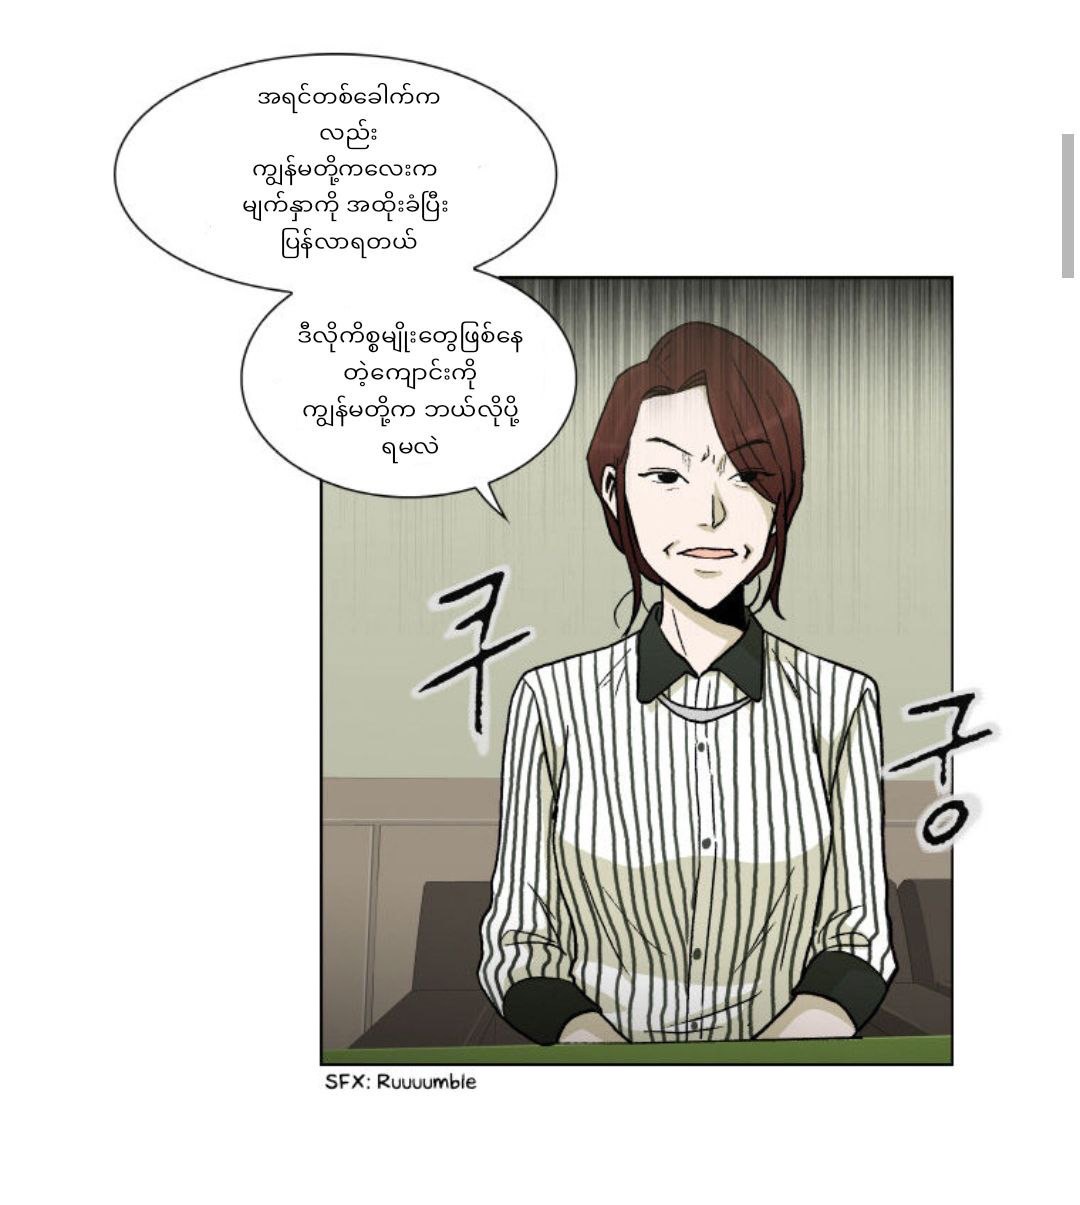 အရင်တစ်ခေါက်က
လည်း
ကျွန်မတို့ကလေးက
မျက်နှာကို အထိုးခံပြီး
ပြန်လာရတယ်
ဒီလိုကိစ္စမျိုးတွေဖြစ်နေ
တဲ့ကျောင်းကို
ကျွန်မတို့က ဘယ်လိုပို့
ရမလဲ
쿠
궁
SFX: Ruuuumble